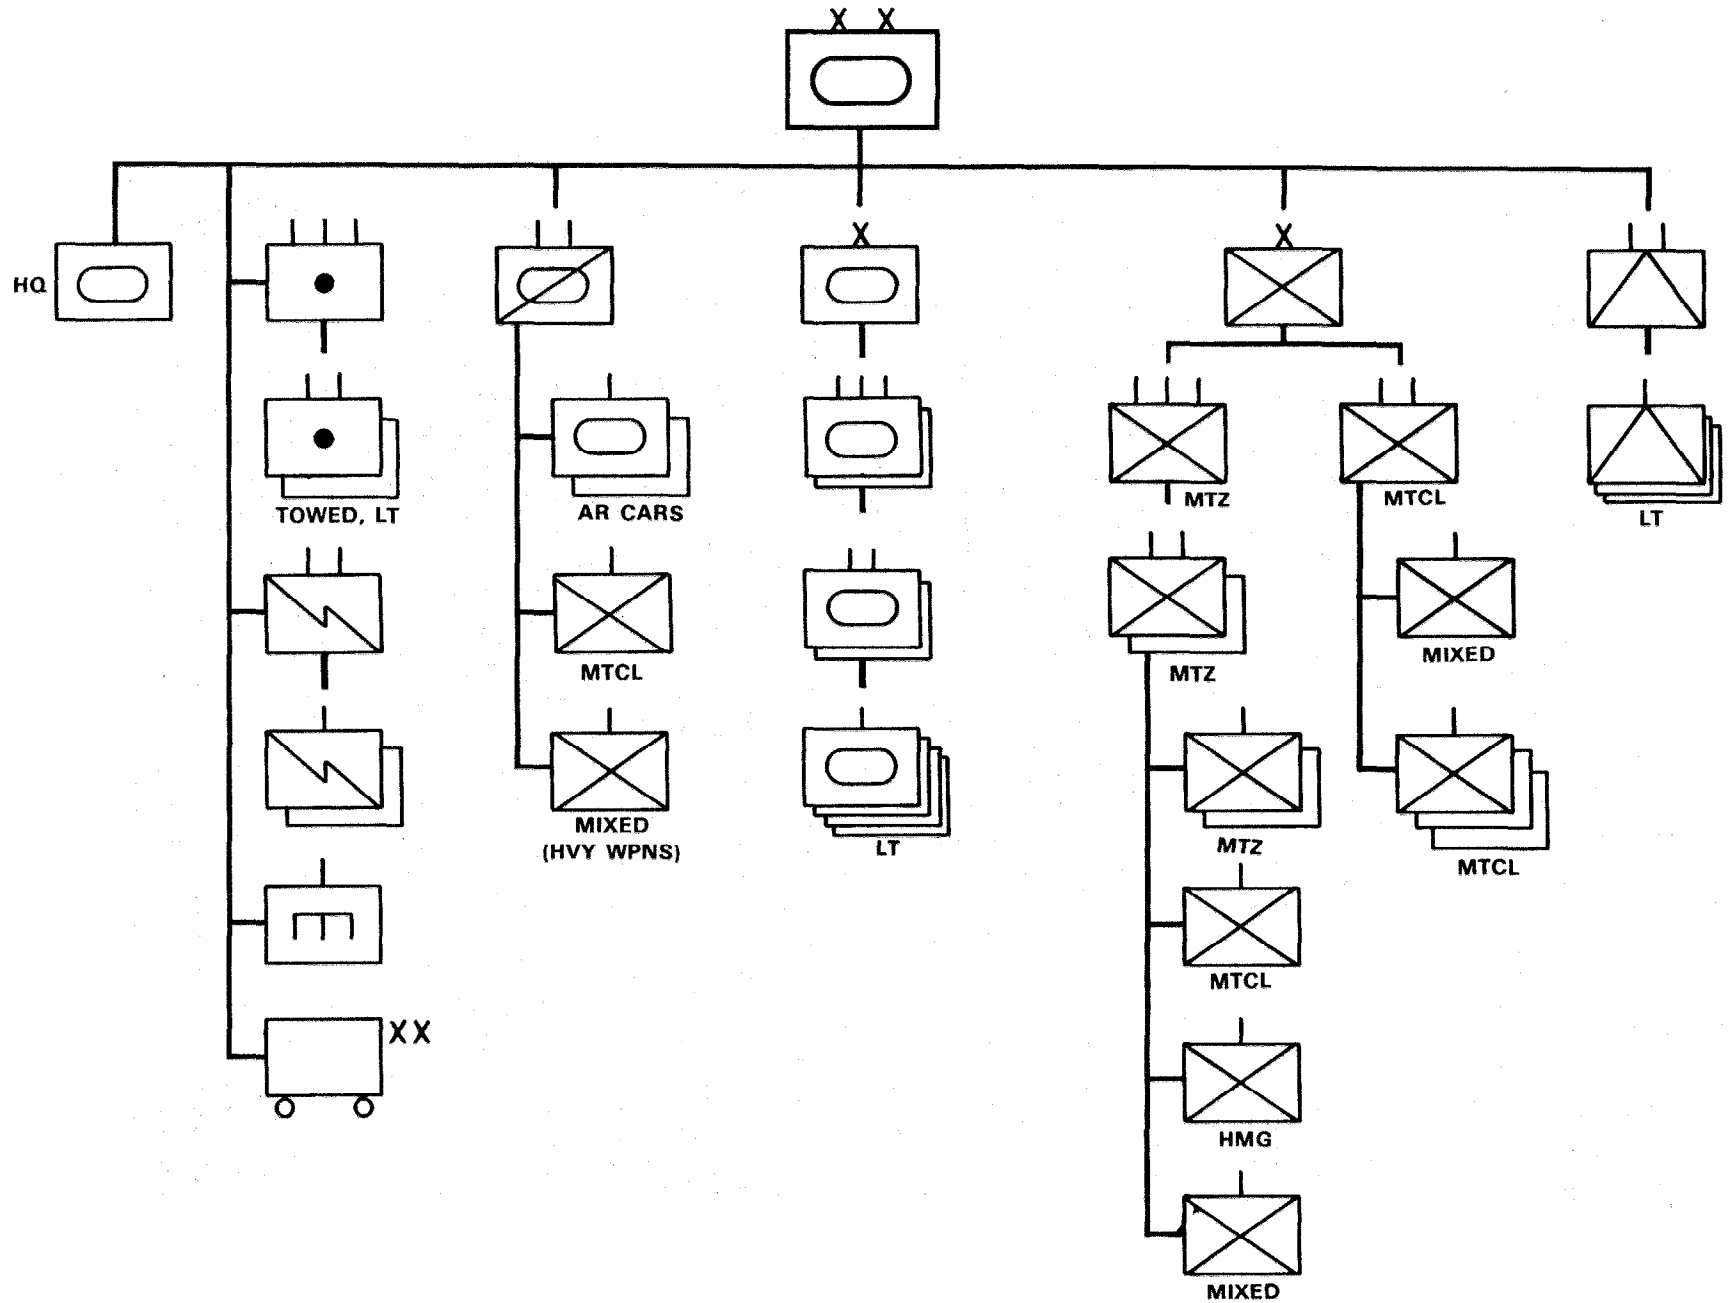 X X
X
X
HQ
TOWED, LT
AR CARS
MTZ
MTCL
LT
MTCL
MTZ
MIXED
MIXED
(HVY WPNS)
LT
MTZ
MTCL
MTCL
XX
HMG
MIXED